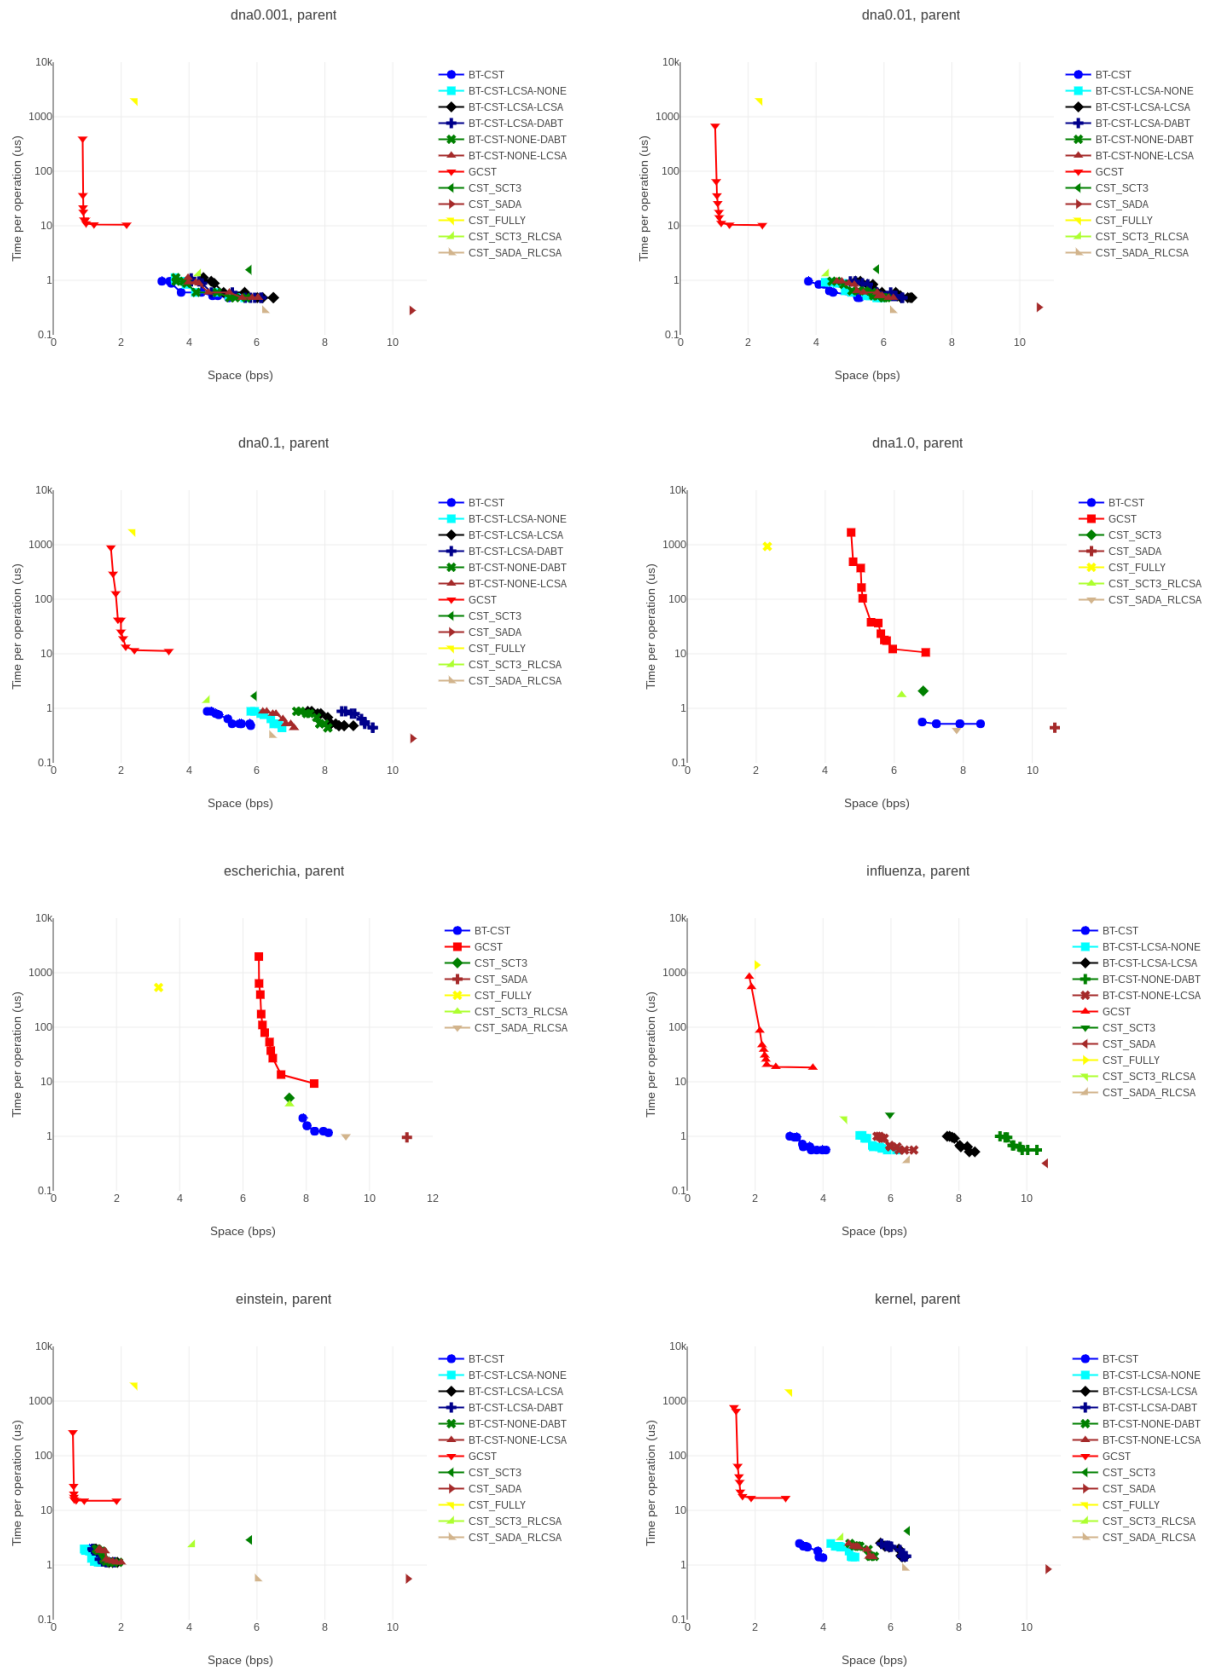 dna0.001, parent
10k
1000
100
10
1
0.1
0
2
4
6
8
10
Time per operation (us)
Space (bps)
BT-CST
BT-CST-LCSA-NONE
BT-CST-LCSA-LCSA
BT-CST-LCSA-DABT
BT-CST-NONE-DABT
BT-CST-NONE-LCSA
GCST
CST_SCT3
CST_SADA
CST_FULLY
CST_SCT3_RLCSA
CST_SADA_RLCSA
dna0.01, parent
10k
1000
100
10
1
0.1
0
2
4
6
8
10
Time per operation (us)
Space (bps)
BT-CST
BT-CST-LCSA-NONE
BT-CST-LCSA-LCSA
BT-CST-LCSA-DABT
BT-CST-NONE-DABT
BT-CST-NONE-LCSA
GCST
CST_SCT3
CST_SADA
CST_FULLY
CST_SCT3_RLCSA
CST_SADA_RLCSA
dna0.1, parent
10k
1000
100
10
1
0.1
0
2
4
6
8
10
Time per operation (us)
Space (bps)
BT-CST
BT-CST-LCSA-NONE
BT-CST-LCSA-LCSA
BT-CST-LCSA-DABT
BT-CST-NONE-DABT
BT-CST-NONE-LCSA
GCST
CST_SCT3
CST_SADA
CST_FULLY
CST_SCT3_RLCSA
CST_SADA_RLCSA
dna1.0, parent
10k
1000
100
10
1
0.1
0
2
4
6
8
10
Time per operation (us)
Space (bps)
BT-CST
GCST
CST_SCT3
CST_SADA
CST_FULLY
CST_SCT3_RLCSA
CST_SADA_RLCSA
escherichia, parent
10k
1000
100
10
1
0.1
0
2
4
6
8
10
12
Time per operation (us)
Space (bps)
BT-CST
GCST
CST_SCT3
CST_SADA
CST_FULLY
CST_SCT3_RLCSA
CST_SADA_RLCSA
influenza, parent
10k
1000
100
10
1
0.1
0
2
4
6
8
10
Time per operation (us)
Space (bps)
BT-CST
BT-CST-LCSA-NONE
BT-CST-LCSA-LCSA
BT-CST-NONE-DABT
BT-CST-NONE-LCSA
GCST
CST_SCT3
CST_SADA
CST_FULLY
CST_SCT3_RLCSA
CST_SADA_RLCSA
einstein, parent
10k
1000
100
10
1
0.1
0
2
4
6
8
10
Time per operation (us)
Space (bps)
BT-CST
BT-CST-LCSA-NONE
BT-CST-LCSA-LCSA
BT-CST-LCSA-DABT
BT-CST-NONE-DABT
BT-CST-NONE-LCSA
GCST
CST_SCT3
CST_SADA
CST_FULLY
CST_SCT3_RLCSA
CST_SADA_RLCSA
kernel, parent
10k
1000
100
10
1
0.1
0
2
4
6
8
10
Time per operation (us)
Space (bps)
BT-CST
BT-CST-LCSA-NONE
BT-CST-LCSA-LCSA
BT-CST-LCSA-DABT
BT-CST-NONE-DABT
BT-CST-NONE-LCSA
GCST
CST_SCT3
CST_SADA
CST_FULLY
CST_SCT3_RLCSA
CST_SADA_RLCSA